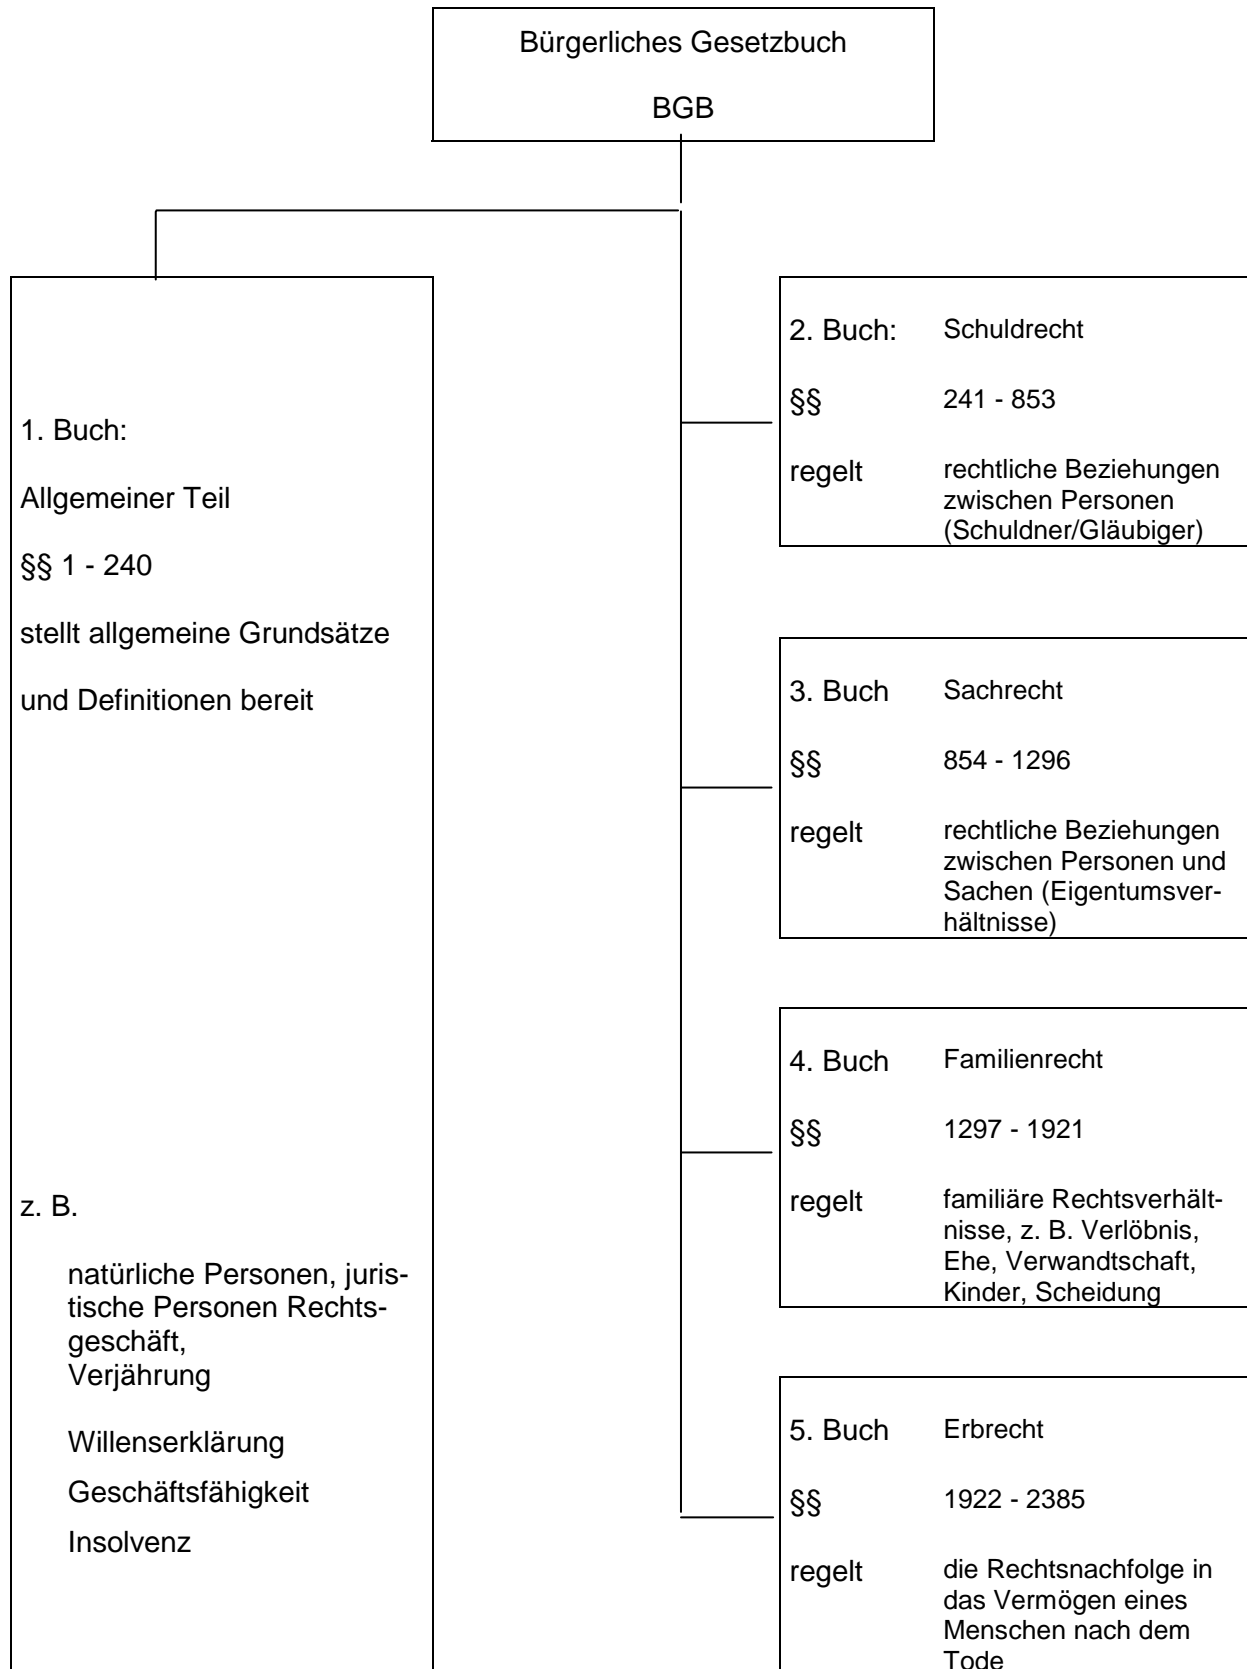 Bürgerliches Gesetzbuch
BGB
1. Buch:
Allgemeiner Teil
§§ 1 - 240
stellt allgemeine Grundsätze
und Definitionen bereit
z. B.
natürliche Personen, juris-
tische Personen Rechts-
geschäft,
Verjährung
Willenserklärung
Geschäftsfähigkeit
Insolvenz
2. Buch: Schuldrecht
§§ 241 - 853
regelt rechtliche Beziehungen
zwischen Personen
(Schuldner/Gläubiger)
3. Buch Sachrecht
§§ 854 - 1296
regelt rechtliche Beziehungen
zwischen Personen und
Sachen (Eigentumsver-
hältnisse)
4. Buch Familienrecht
§§ 1297 - 1921
regelt familiäre Rechtsverhält-
nisse, z. B. Verlöbnis,
Ehe, Verwandtschaft,
Kinder, Scheidung
5. Buch Erbrecht
§§ 1922 - 2385
regelt die Rechtsnachfolge in
das Vermögen eines
Menschen nach dem
Tode